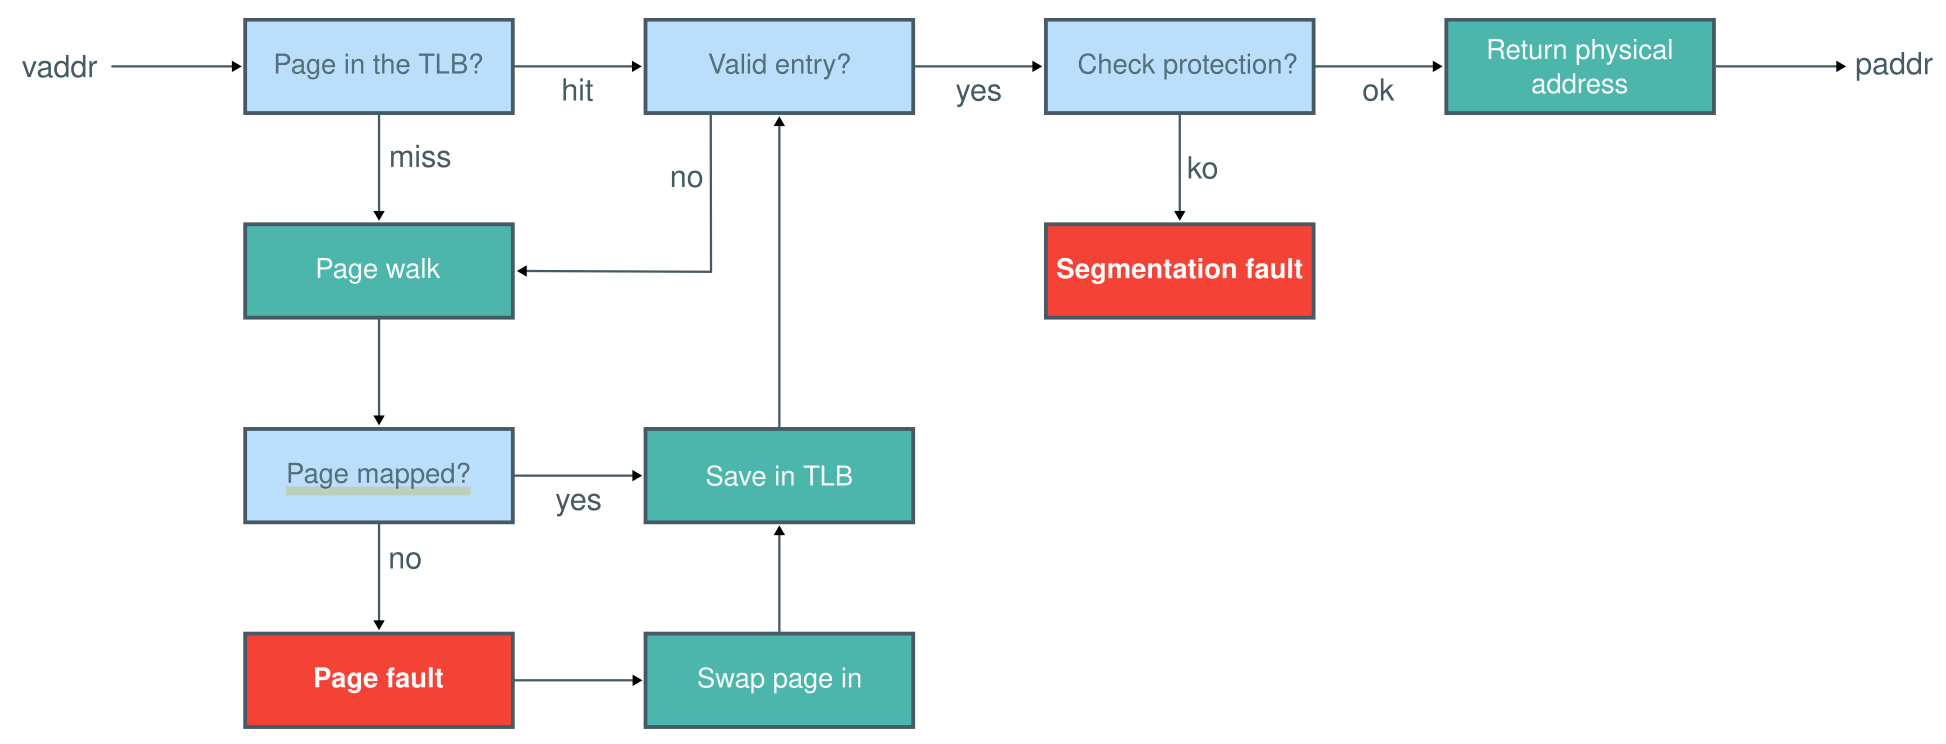 vaddr
Page in the TLB?
hit
Valid entry?
yes
Check protection?
ok
Return physical
address
paddr
miss
no
ko
Page walk
Segmentation fault
Page mapped?
yes
Save in TLB
no
Page fault
Swap page in